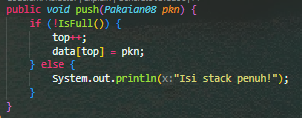 public void push(Pakaian08 pkn) {
if (!IsFull()) {
top++;
data[top] = pkn;
} else {
System.out.println(x:"Isi stack penuh!");
}
}